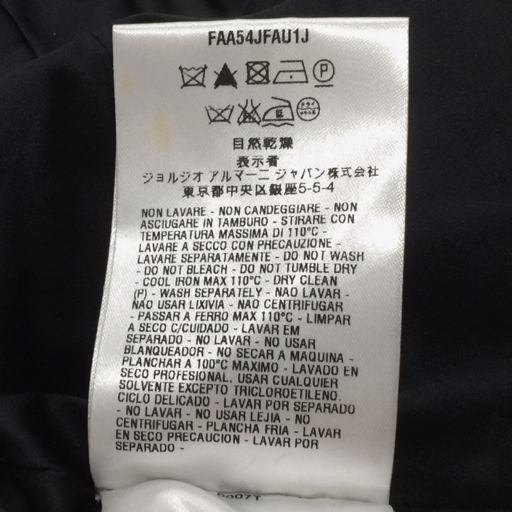 FAA54JFAU1J
P
ドライ
自然乾燥
表示者
ジョルジオ アルマーニ ジャパン株式会社
東京都中央区銀座5-5-4
NON LAVARE - NON CANDEGGIARE - NON
ASCIUGARE IN TAMBURO - STIRARE CON
TEMPERATURA MASSIMA DI 110°C -
LAVARE A SECCO CON PRECAUZIONE -
LAVARE SEPARATAMENTE - DO NOT WASH
- DO NOT BLEACH - DO NOT TUMBLE DRY
- COOL IRON MAX 110°C - DRY CLEAN
(P) - WASH SEPARATELY - NÃO LAVAR -
NÃO USAR LIXIVIA - NÃO CENTRIFUGAR
- PASSAR A FERRO MAX 110°C - LIMPAR
A SECO C/CUIDADO - LAVAR EM
SEPARADO - NO LAVAR - NO USAR
BLANQUEADOR - NO SECAR A MAQUINA -
PLANCHAR A 100°C MAXIMO - LAVADO EN
SECO PROFESIONAL. USAR CUALQUIER
SOLVENTE EXCEPTO TRICLOROETILENO.
CICLO DELICADO - LAVAR POR SEPARADO
- NO LAVAR - NO USAR LEJIA - NO
CENTRIFUGAR - PLANCHA FRIA - LAVAR
EN SECO PRECAUCION - LAVAR POR
SEPARADO -